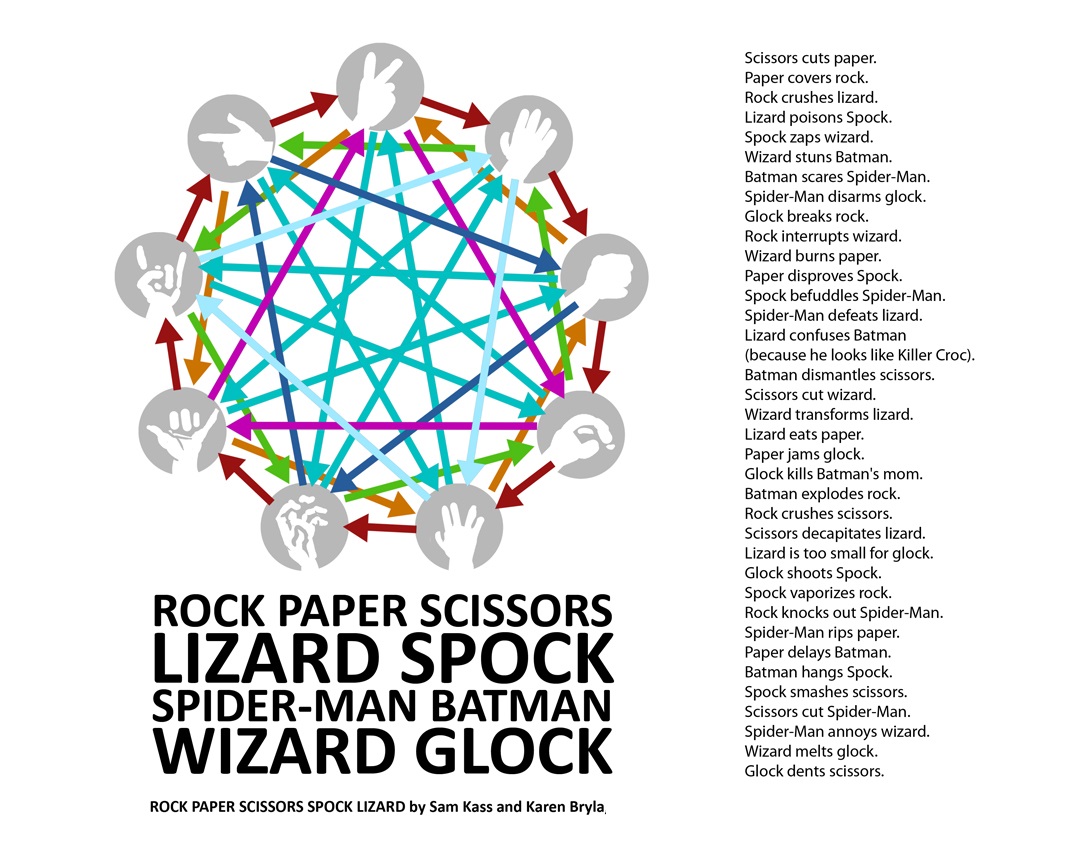 ROCK PAPER SCISSORS
LIZARD SPOCK
SPIDER-MAN BATMAN
WIZARD GLOCK
ROCK PAPER SCISSORS SPOCK LIZARD by Sam Kass and Karen Bryla,
Scissors cuts paper.
Paper covers rock.
Rock crushes lizard.
Lizard poisons Spock.
Spock zaps wizard.
Wizard stuns Batman.
Batman scares Spider-Man.
Spider-Man disarms glock.
Glock breaks rock.
Rock interrupts wizard.
Wizard burns paper.
Paper disproves Spock.
Spock befuddles Spider-Man.
Spider-Man defeats lizard.
Lizard confuses Batman
(because he looks like Killer Croc).
Batman dismantles scissors.
Scissors cut wizard.
Wizard transforms lizard.
Lizard eats paper.
Paper jams glock.
Glock kills Batman's mom.
Batman explodes rock.
Rock crushes scissors.
Scissors decapitates lizard.
Lizard is too small for glock.
Glock shoots Spock.
Spock vaporizes rock.
Rock knocks out Spider-Man.
Spider-Man rips paper.
Paper delays Batman.
Batman hangs Spock.
Spock smashes scissors.
Scissors cut Spider-Man.
Spider-Man annoys wizard.
Wizard melts glock.
Glock dents scissors.